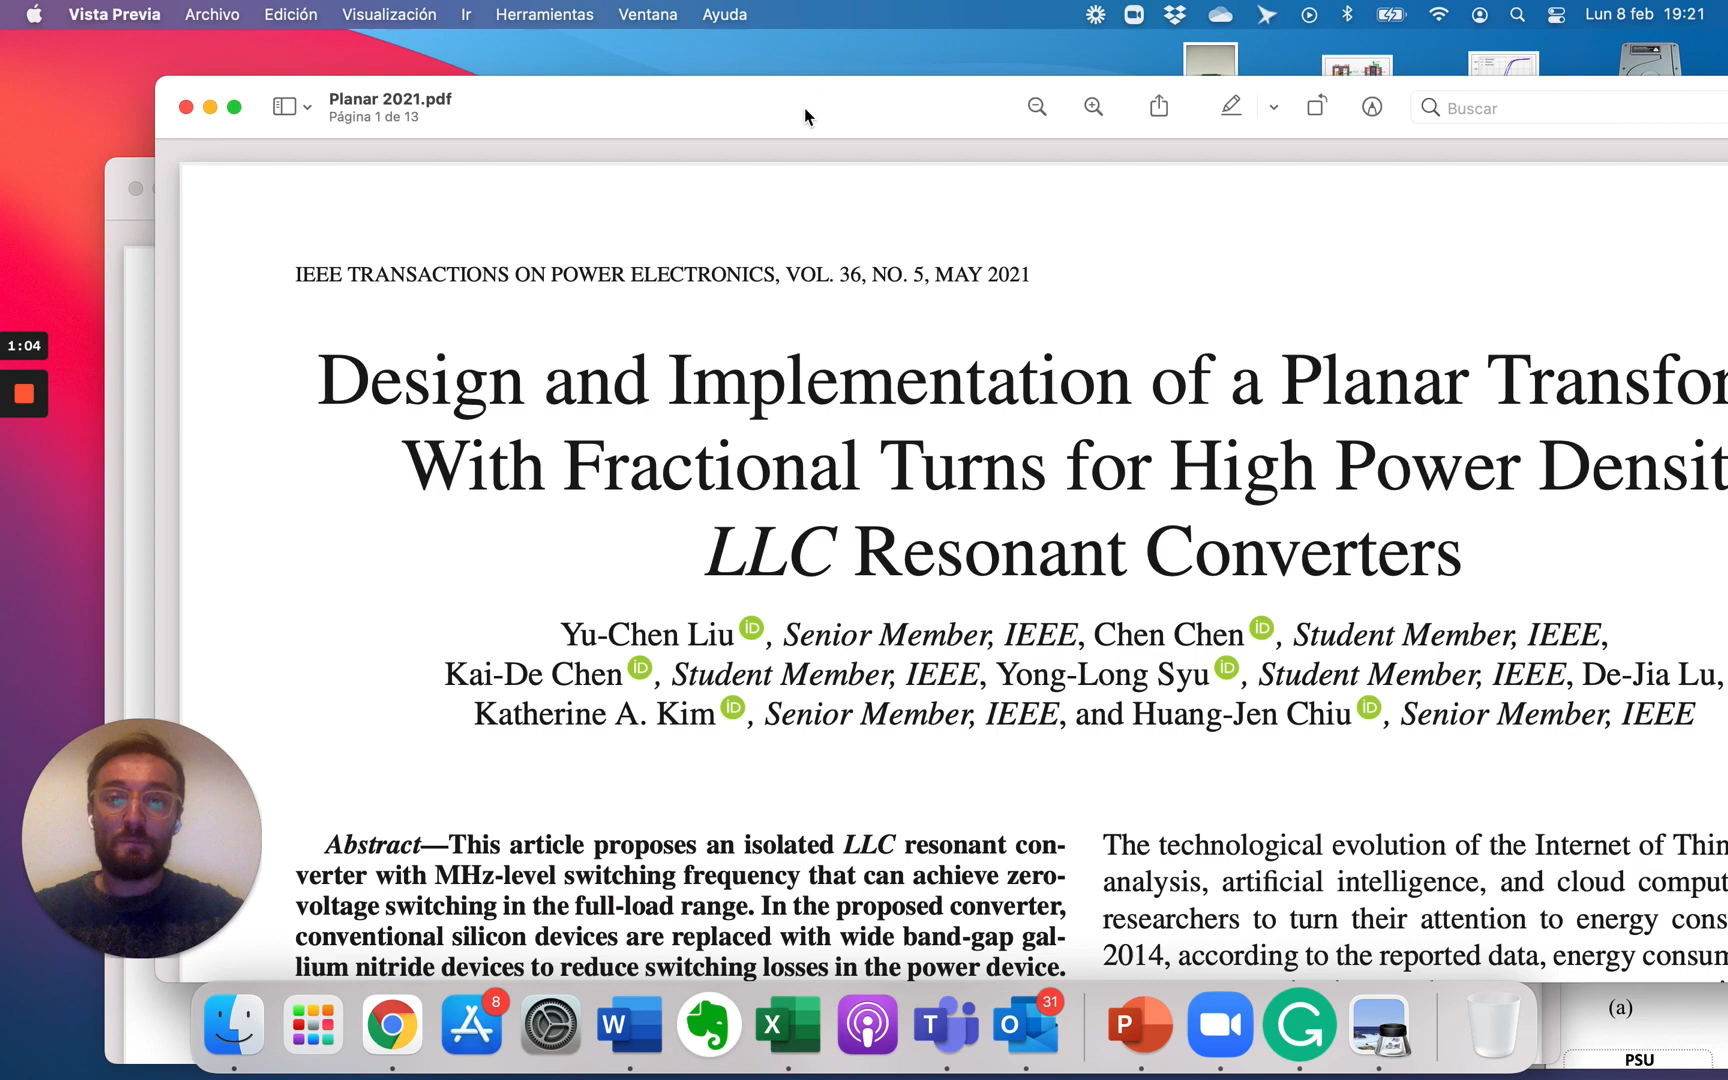 Vista Previa Archivo Edición Visualización Ir Herramientas Ventana Ayuda Lun 8 feb 19:21
Planar 2021.pdf
Página 1 de 13
Buscar
IEEE TRANSACTIONS ON POWER ELECTRONICS, VOL. 36, NO. 5, MAY 2021
1:04
Design and Implementation of a Planar Transfor
With Fractional Turns for High Power Densit
LLC Resonant Converters
Yu-Chen Liu iD, Senior Member, IEEE, Chen Chen iD, Student Member, IEEE,
Kai-De Chen iD, Student Member, IEEE, Yong-Long Syu iD, Student Member, IEEE, De-Jia Lu,
Katherine A. Kim iD, Senior Member, IEEE, and Huang-Jen Chiu iD, Senior Member, IEEE
Abstract—This article proposes an isolated LLC resonant con-
verter with MHz-level switching frequency that can achieve zero-
voltage switching in the full-load range. In the proposed converter,
conventional silicon devices are replaced with wide band-gap gal-
lium nitride devices to reduce switching losses in the power device.
The technological evolution of the Internet of Thin
analysis, artificial intelligence, and cloud comput
researchers to turn their attention to energy cons
2014, according to the reported data, energy consum
(a)
PSU
8
W
X
T
O
31
P
G